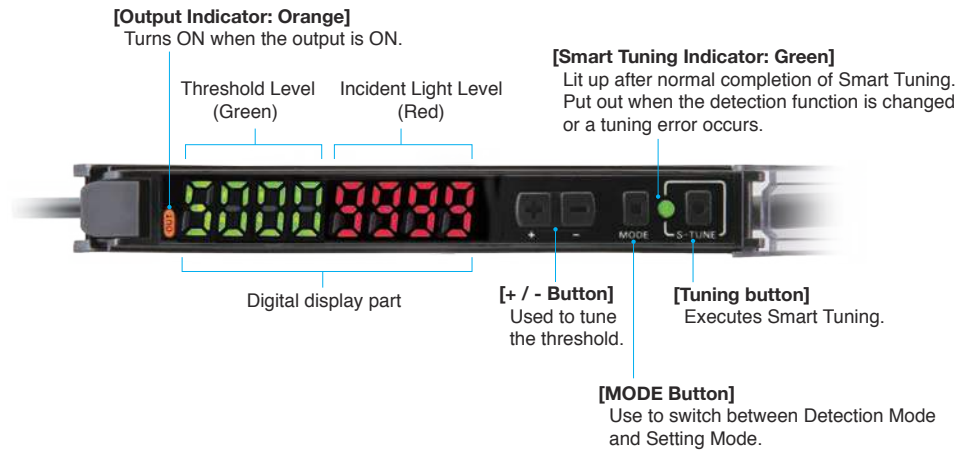 [Output Indicator: Orange]
Turns ON when the output is ON.
[Smart Tuning Indicator: Green]
Lit up after normal completion of Smart Tuning.
Put out when the detection function is changed
or a tuning error occurs.
Threshold Level
(Green)
Incident Light Level
(Red)
OUT
5000
9999
+
-
MODE
S-TUNE
Digital display part
[+ / - Button]
Used to tune
the threshold.
[Tuning button]
Executes Smart Tuning.
[MODE Button]
Use to switch between Detection Mode
and Setting Mode.